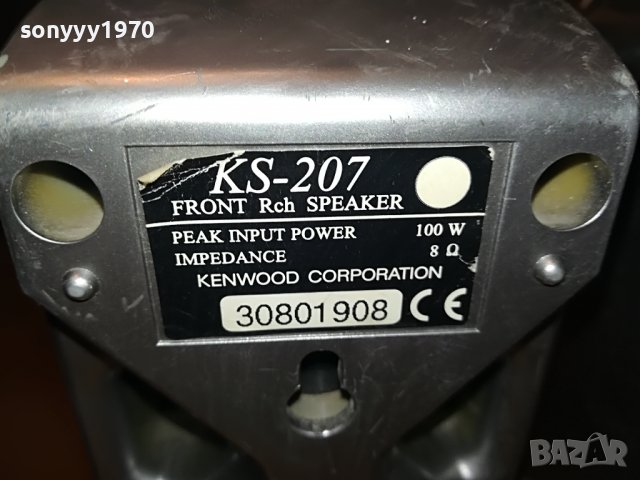 sonyyy1970
KS-207
FRONT Rch SPEAKER
PEAK INPUT POWER 100 W
IMPEDANCE 8 Ω
KENWOOD CORPORATION
30801908 CE
BAZAR